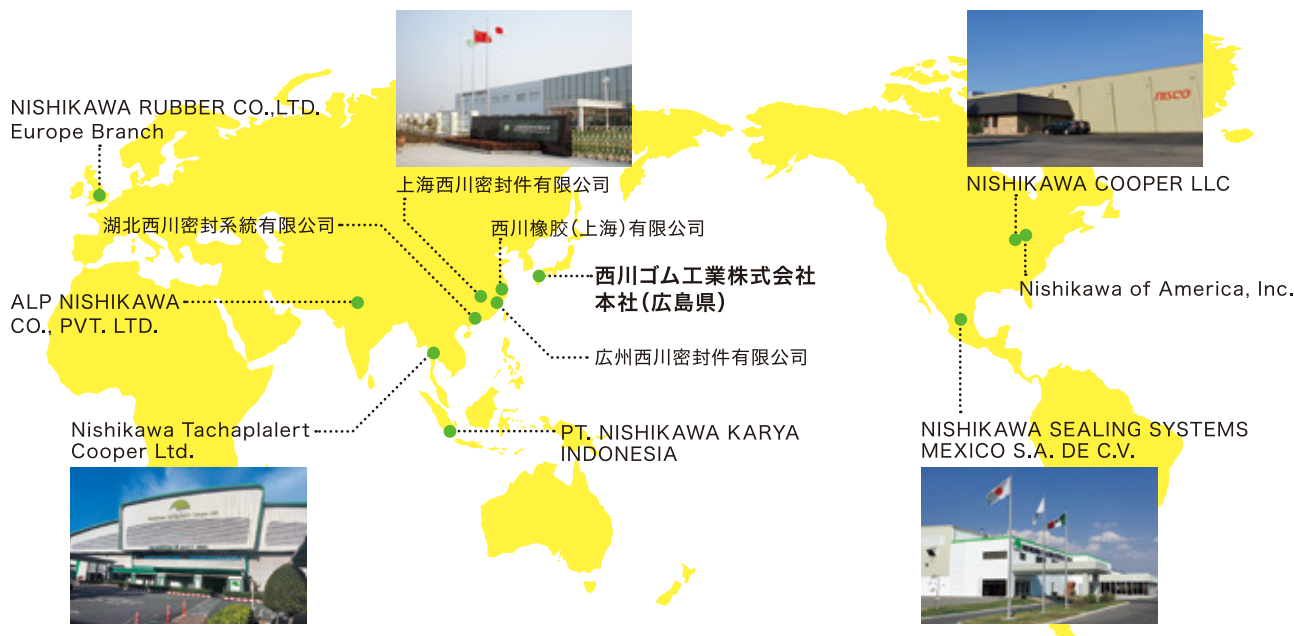 NISHIKAWA RUBBER CO.,LTD.
Europe Branch
上海西川密封件有限公司
NISCO
NISHIKAWA COOPER LLC
湖北西川密封系統有限公司
西川橡胶(上海)有限公司
西川ゴム工業株式会社
本社(広島県)
ALP NISHIKAWA
CO., PVT. LTD.
Nishikawa of America, Inc.
広州西川密封件有限公司
Nishikawa Tachaplalert
Cooper Ltd.
PT. NISHIKAWA KARYA
INDONESIA
NISHIKAWA SEALING SYSTEMS
MEXICO S.A. DE C.V.